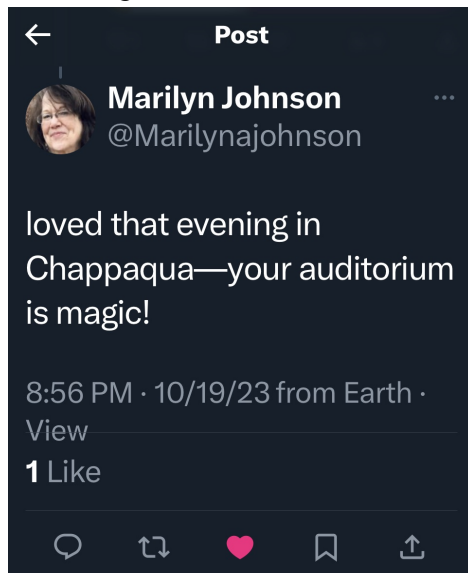 Post
Marilyn Johnson
@Marilynajohnson
loved that evening in
Chappaqua—your auditorium
is magic!
8:56 PM · 10/19/23 from Earth ·
View
1 Like